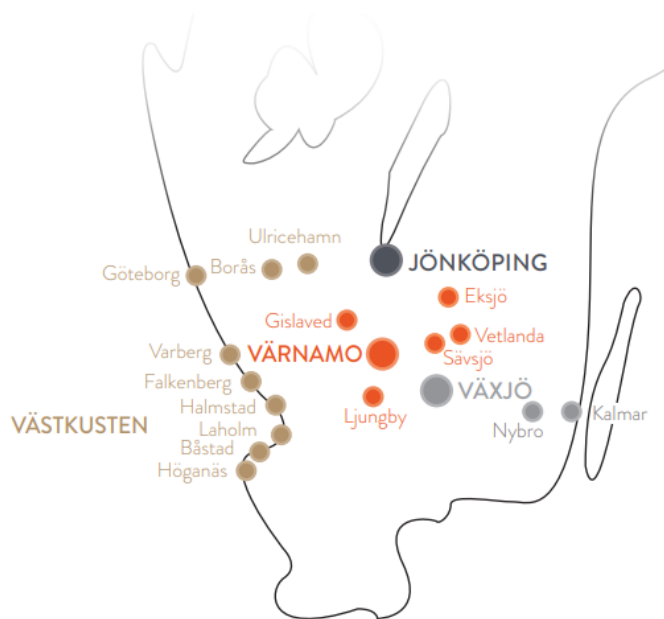 Ulricehamn
Borås
Göteborg
JÖNKÖPING
Eksjö
Gislaved
Vetlanda
VÄRNAMO
Sävsjö
Varberg
Falkenberg
VÄXJÖ
Halmstad
Ljungby
Kalmar
VÄSTKUSTEN
Laholm
Nybro
Båstad
Höganäs